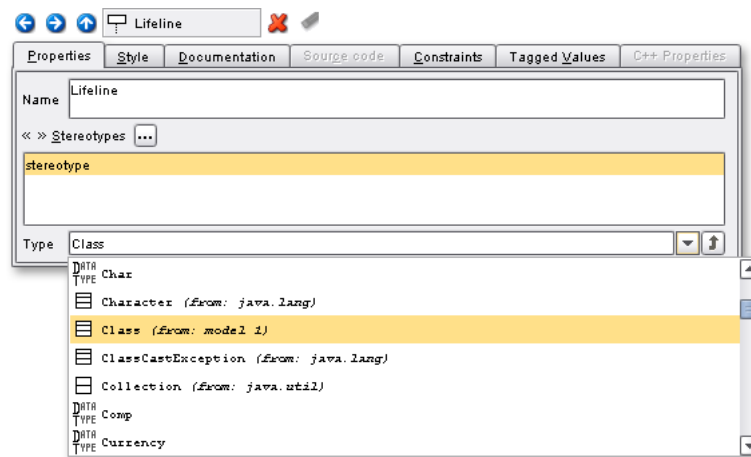 Lifeline
Properties Style Documentation Source code Constraints Tagged Values C++ Properties
Name Lifeline
« » Stereotypes ...
stereotype
Type Class
DATA TYPE Char
Character (from: java.lang)
Class (from: model 1)
ClassCastException (from: java.lang)
Collection (from: java.util)
DATA TYPE Comp
DATA TYPE Currency